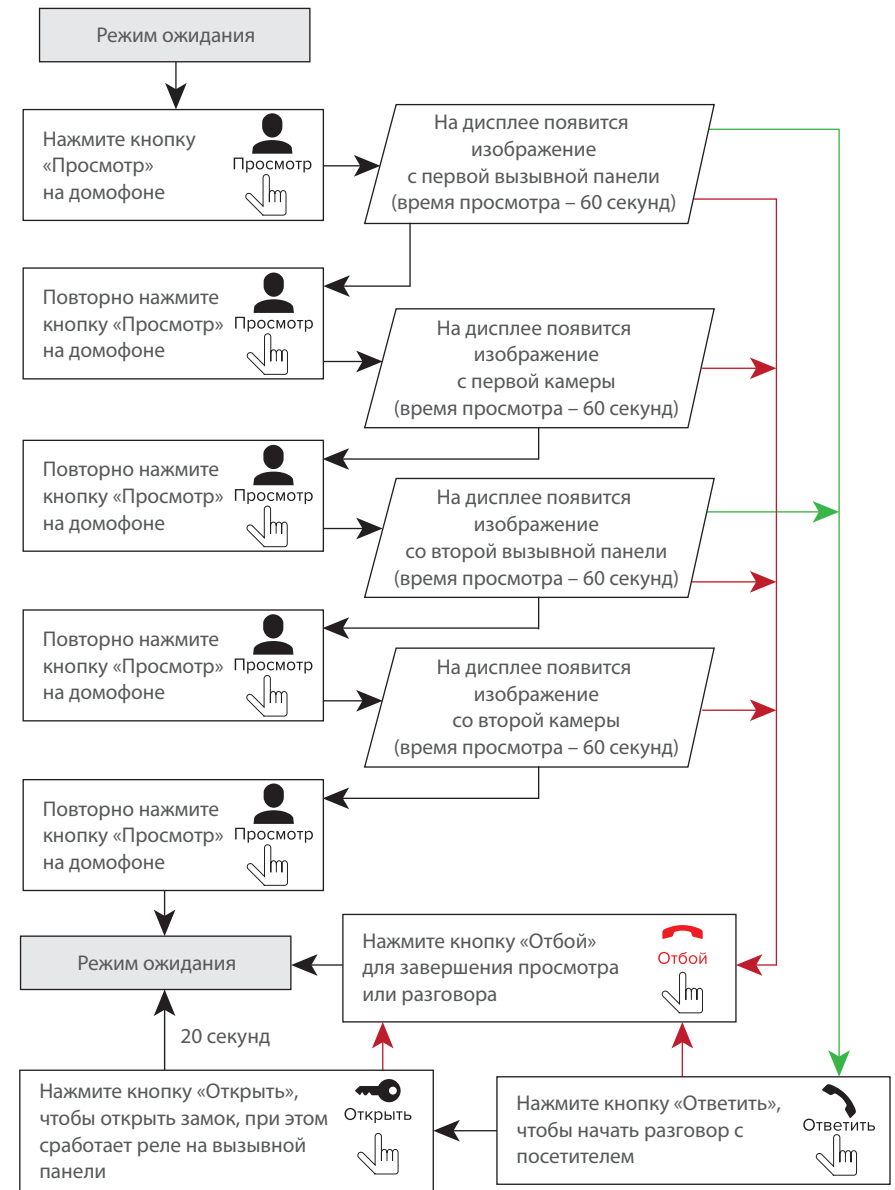 Режим ожидания
Нажмите кнопку
«Просмотр»
на домофоне
Просмотр
На дисплее появится
изображение
с первой вызывной панели
(время просмотра – 60 секунд)
Повторно нажмите
кнопку «Просмотр»
на домофоне
Просмотр
На дисплее появится
изображение
с первой камеры
(время просмотра – 60 секунд)
Повторно нажмите
кнопку «Просмотр»
на домофоне
Просмотр
На дисплее появится
изображение
со второй вызывной панели
(время просмотра – 60 секунд)
Повторно нажмите
кнопку «Просмотр»
на домофоне
Просмотр
На дисплее появится
изображение
со второй камеры
(время просмотра – 60 секунд)
Повторно нажмите
кнопку «Просмотр»
на домофоне
Просмотр
Режим ожидания
Нажмите кнопку «Отбой»
для завершения просмотра
или разговора
Отбой
20 секунд
Нажмите кнопку «Открыть»,
чтобы открыть замок, при этом
сработает реле на вызывной
панели
Открыть
Нажмите кнопку «Ответить»,
чтобы начать разговор с
посетителем
Ответить